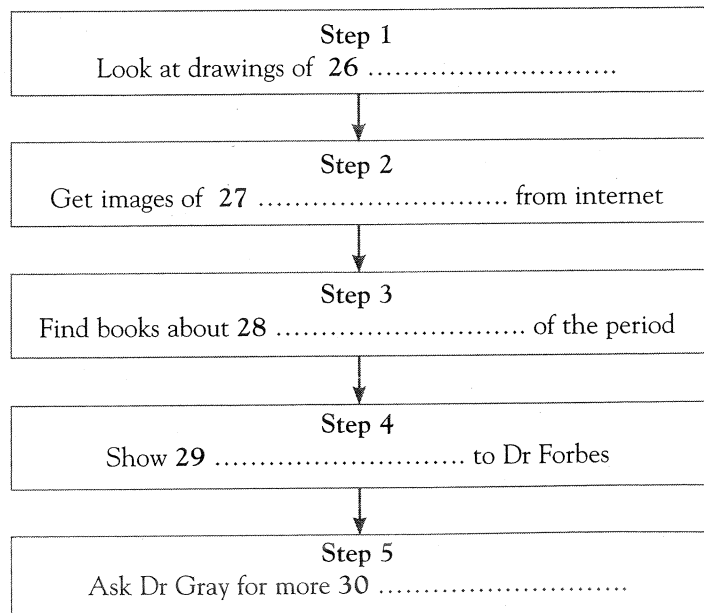 Step 1
Look at drawings of 26 ............................
Step 2
Get images of 27 ............................ from internet
Step 3
Find books about 28 ............................ of the period
Step 4
Show 29 ............................ to Dr Forbes
Step 5
Ask Dr Gray for more 30 ............................